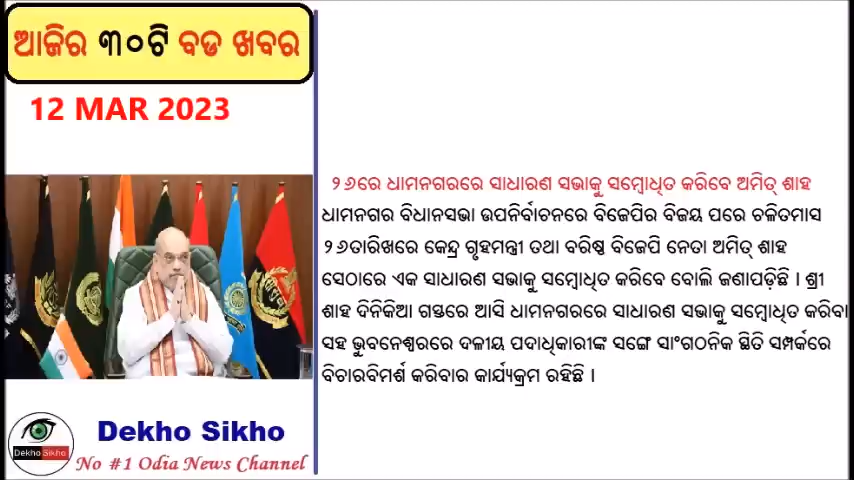 ଆଜିର ୩୦ଟି ବଡ ଖବର
12 MAR 2023
୨୬ରେ ଧାମନଗରରେ ସାଧାରଣ ସଭାକୁ ସମ୍ବୋଧିତ କରିବେ ଅମିତ୍ ଶାହ
ଧାମନଗର ବିଧାନସଭା ଉପନିର୍ବାଚନରେ ବିଜେପିର ବିଜୟ ପରେ ଚଳିତମାସ
୨୬ତାରିଖରେ କେନ୍ଦ୍ର ଗୃହମନ୍ତ୍ରୀ ତଥା ବରିଷ୍ଠ ବିଜେପି ନେତା ଅମିତ୍ ଶାହ
ସେଠାରେ ଏକ ସାଧାରଣ ସଭାକୁ ସମ୍ବୋଧିତ କରିବେ ବୋଲି ଜଣାପଡ଼ିଛି । ଶ୍ରୀ
ଶାହ ଦିନିକିଆ ଗସ୍ତରେ ଆସି ଧାମନଗରରେ ସାଧାରଣ ସଭାକୁ ସମ୍ବୋଧିତ କରିବା
ସହ ଭୁବନେଶ୍ୱରରେ ଦଳୀୟ ପଦାଧିକାରୀଙ୍କ ସଙ୍ଗେ ସାଂଗଠନିକ ସ୍ଥିତି ସମ୍ପର୍କରେ
ବିଚାରବିମର୍ଶ କରିବାର କାର୍ଯ୍ୟକ୍ରମ ରହିଛି ।
Dekho Sikho
Dekho Sikho
No #1 Odia News Channel